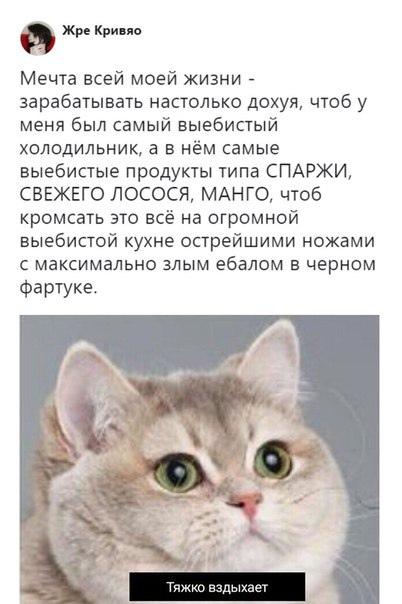 Жре Кривяо
Мечта всей моей жизни -
зарабатывать настолько дохуя, чтоб у
меня был самый выебистый
холодильник, а в нём самые
выебистые продукты типа СПАРЖИ,
СВЕЖЕГО ЛОСОСЯ, МАНГО, чтоб
кромсать это всё на огромной
выебистой кухне острейшими ножами
с максимально злым ебалом в черном
фартуке.
Тяжко вздыхает